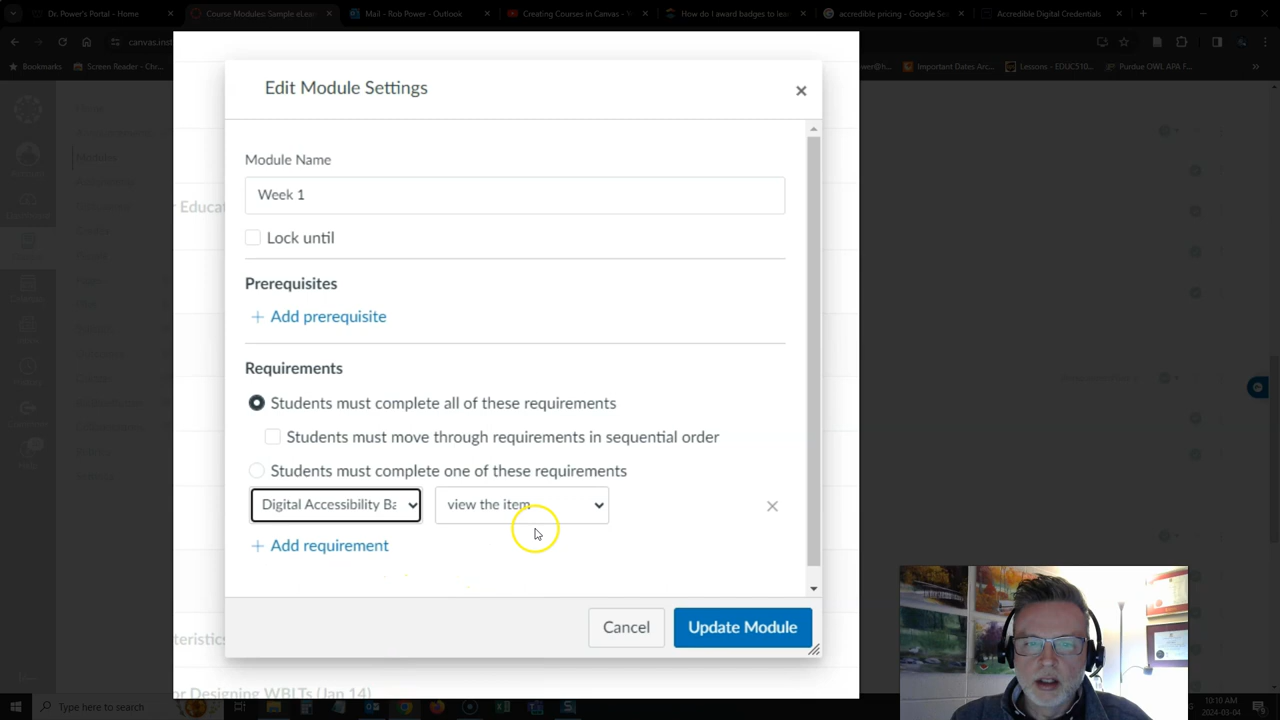 Dr. Power's Portal - Home
Course Modules: Sample eLea
Mail - Rob Power - Outlook
Creating Courses in Canvas -
How do I award badges to lea
accredible pricing - Google Se
Accredible Digital Credentials
canvas.inst
Bookmarks
Screen Reader - Chr...
Important Dates Arc...
Lessons - EDUC510...
Purdue OWL APA F...
Edit Module Settings
Module Name
Week 1
Lock until
Prerequisites
+ Add prerequisite
Requirements
Students must complete all of these requirements
Students must move through requirements in sequential order
Students must complete one of these requirements
Digital Accessibility Ba
view the item
+ Add requirement
Cancel
Update Module
r Educat
teristics
or Designing WBLTs (Jan 14)
Type here to search
10:10 AM
2024-03-04